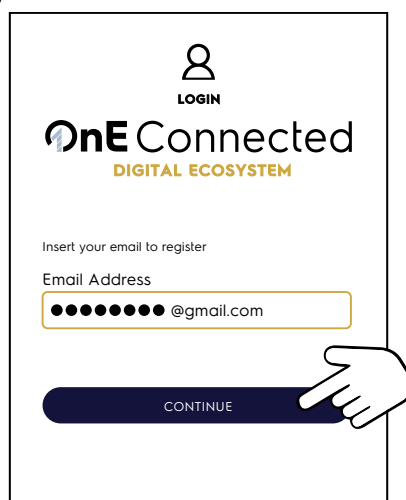 LOGIN
OnE Connected
DIGITAL ECOSYSTEM
Insert your email to register
Email Address
●●●●●●●● @gmail.com
CONTINUE